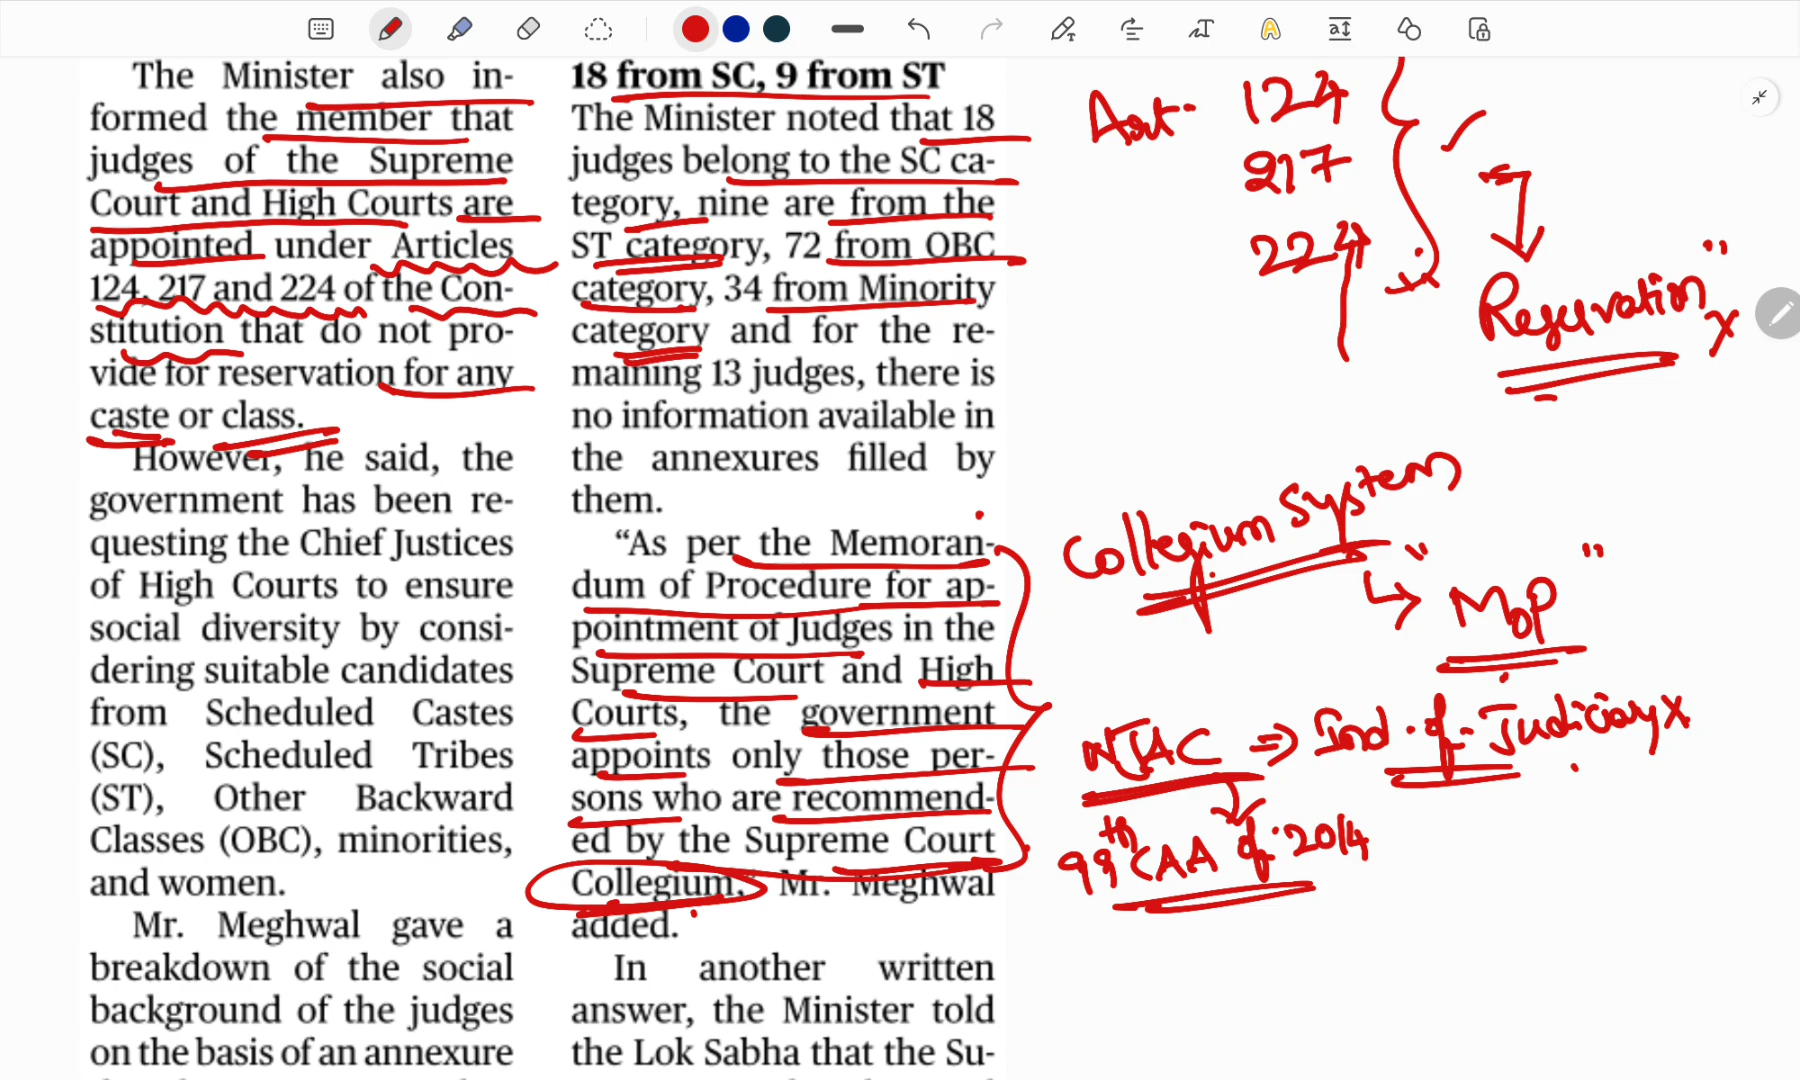 The Minister also in-
formed the member that
judges of the Supreme
Court and High Courts are
appointed under Articles
124, 217 and 224 of the Con-
stitution that do not pro-
vide for reservation for any
caste or class.
However, he said, the
government has been re-
questing the Chief Justices
of High Courts to ensure
social diversity by consi-
dering suitable candidates
from Scheduled Castes
(SC), Scheduled Tribes
(ST), Other Backward
Classes (OBC), minorities,
and women.
Mr. Meghwal gave a
breakdown of the social
background of the judges
on the basis of an annexure
18 from SC, 9 from ST
The Minister noted that 18
judges belong to the SC ca-
tegory, nine are from the
ST category, 72 from OBC
category, 34 from Minority
category and for the re-
maining 13 judges, there is
no information available in
the annexures filled by
them.
“As per the Memoran-
dum of Procedure for ap-
pointment of Judges in the
Supreme Court and High
Courts, the government
appoints only those per-
sons who are recommend-
ed by the Supreme Court
Collegium,” Mr. Meghwal
added.
In another written
answer, the Minister told
the Lok Sabha that the Su-
124
217
224
"Reservation" x
Collegium System
"MoP"
NJAC ⇒ Ind. of Judiciary x
99th CAA of 2014